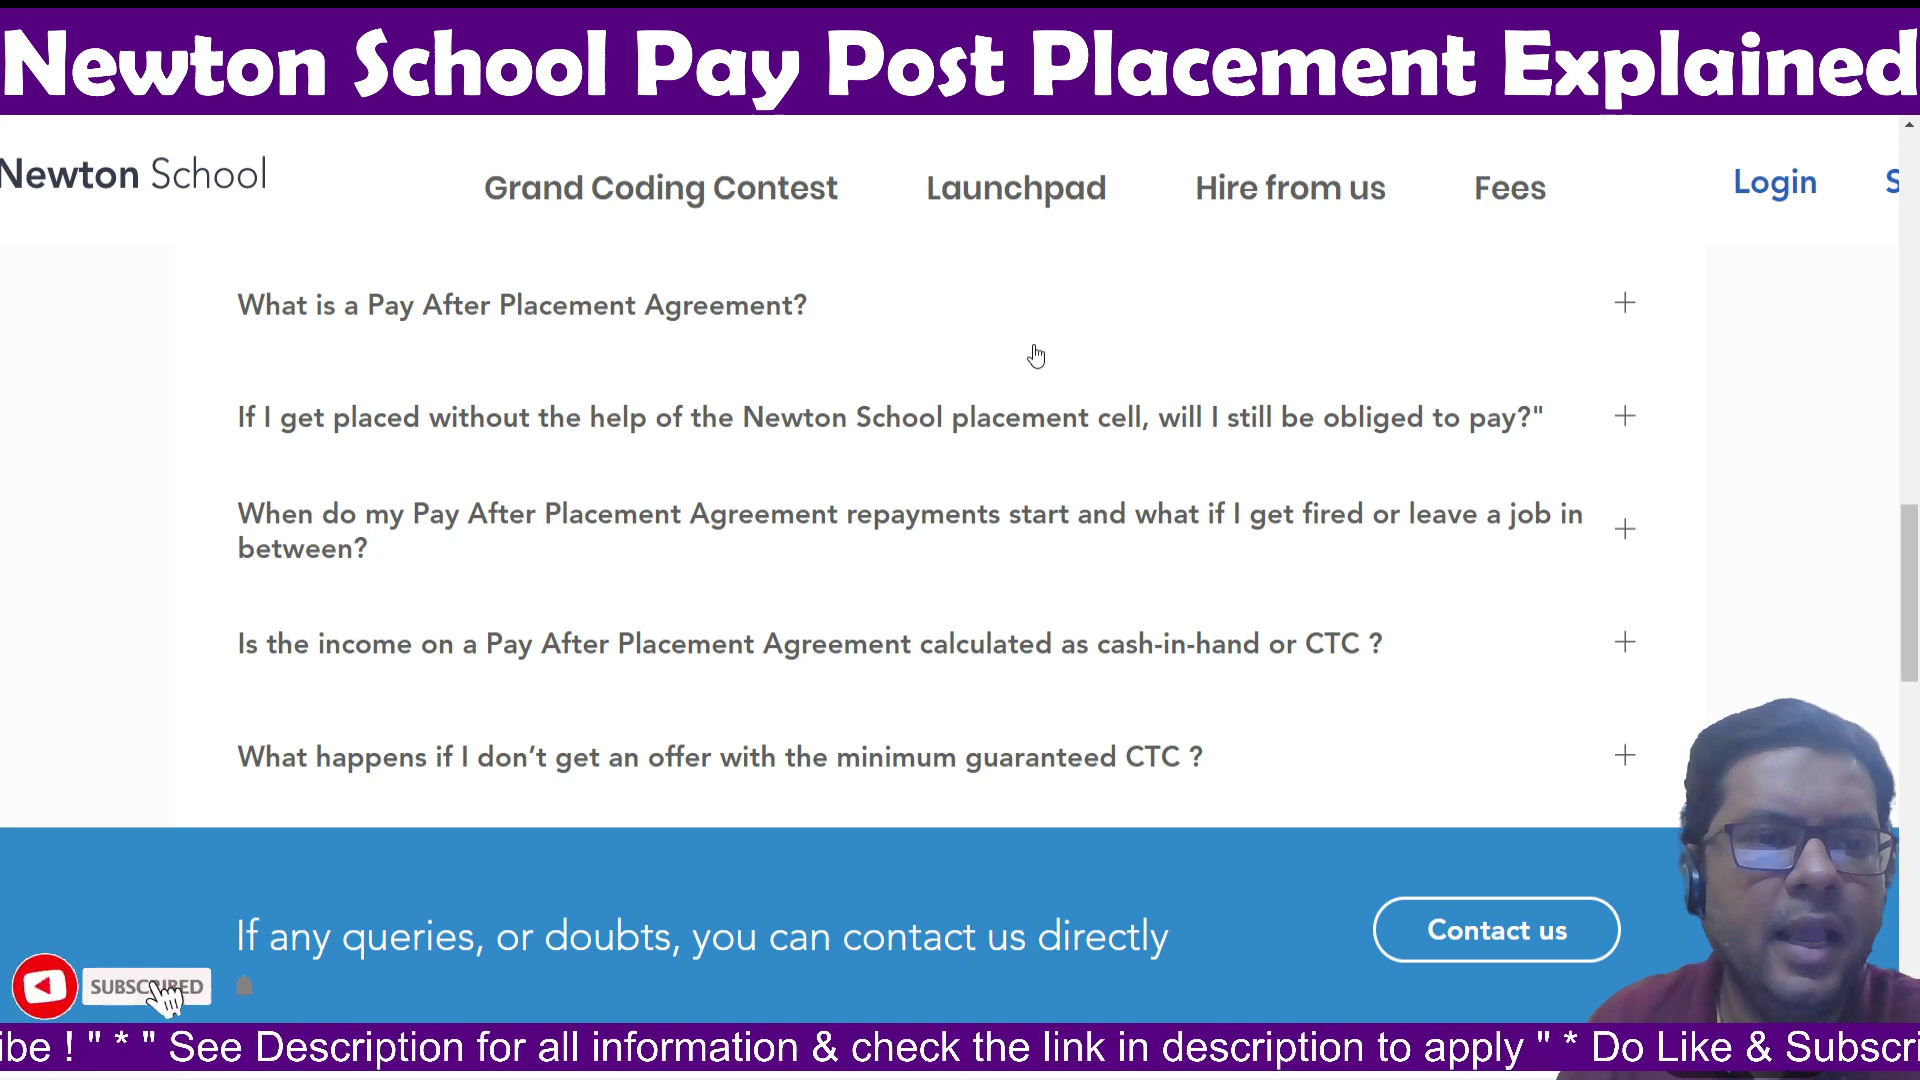 Newton School Pay Post Placement Explained
Newton School
Grand Coding Contest
Launchpad
Hire from us
Fees
Login
S
What is a Pay After Placement Agreement?
If I get placed without the help of the Newton School placement cell, will I still be obliged to pay?"
When do my Pay After Placement Agreement repayments start and what if I get fired or leave a job in
between?
Is the income on a Pay After Placement Agreement calculated as cash-in-hand or CTC ?
What happens if I don’t get an offer with the minimum guaranteed CTC ?
If any queries, or doubts, you can contact us directly
Contact us
SUBSCRIBED
ibe ! " * " See Description for all information & check the link in description to apply " * Do Like & Subscri